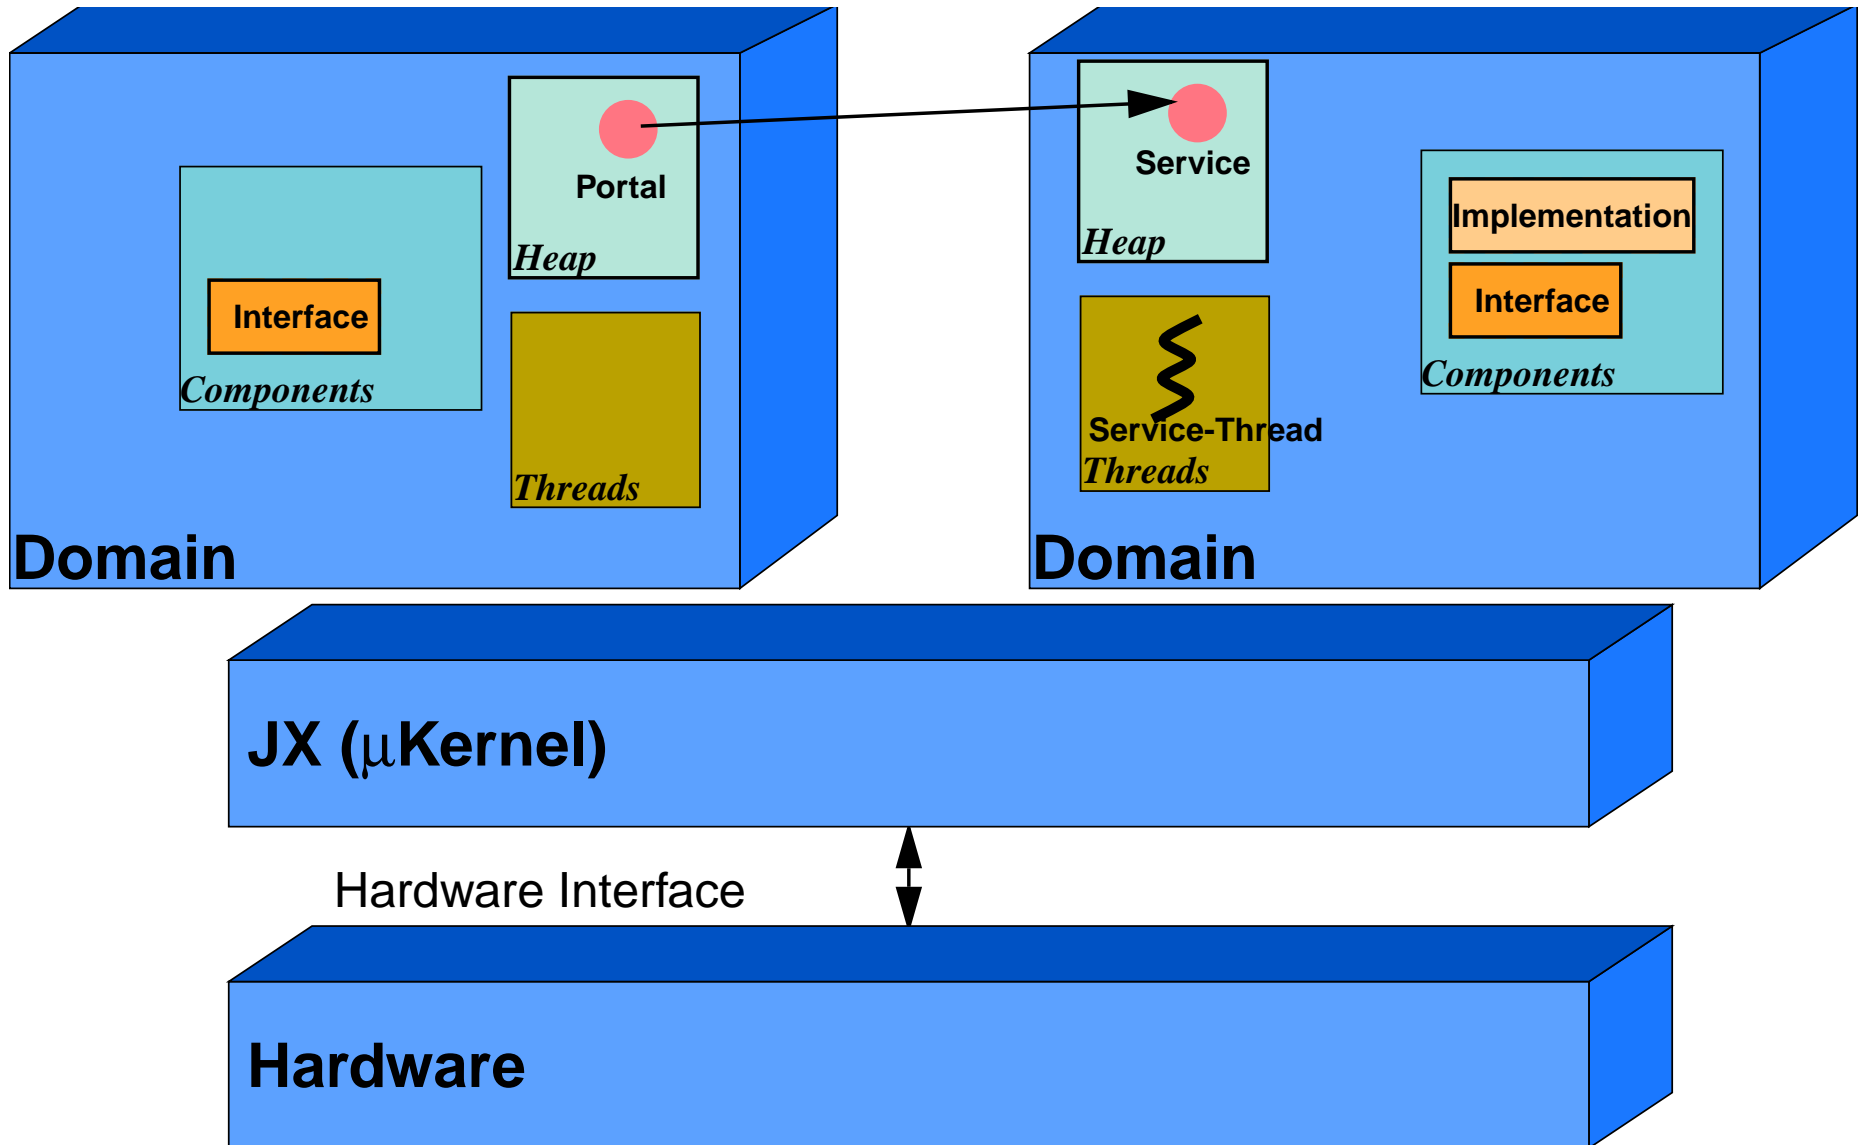 Portal
Heap
Interface
Components
Threads
Domain
Service
Heap
Implementation
Interface
Components
Service-Thread
Threads
Domain
JX (μKernel)
Hardware Interface
Hardware